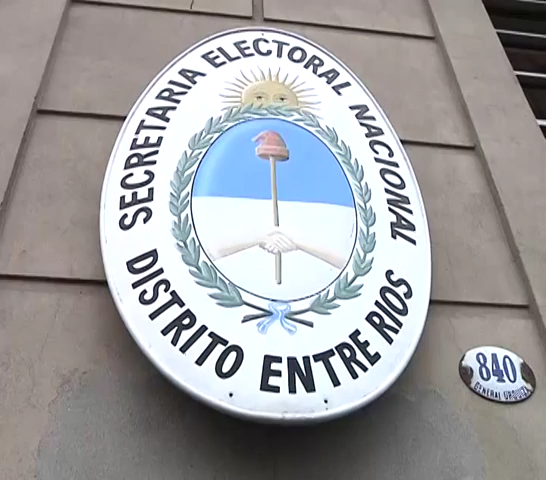 SECRETARIA ELECTORAL NACIONAL
DISTRITO ENTRE RIOS
840
GENERAL URQUIZA